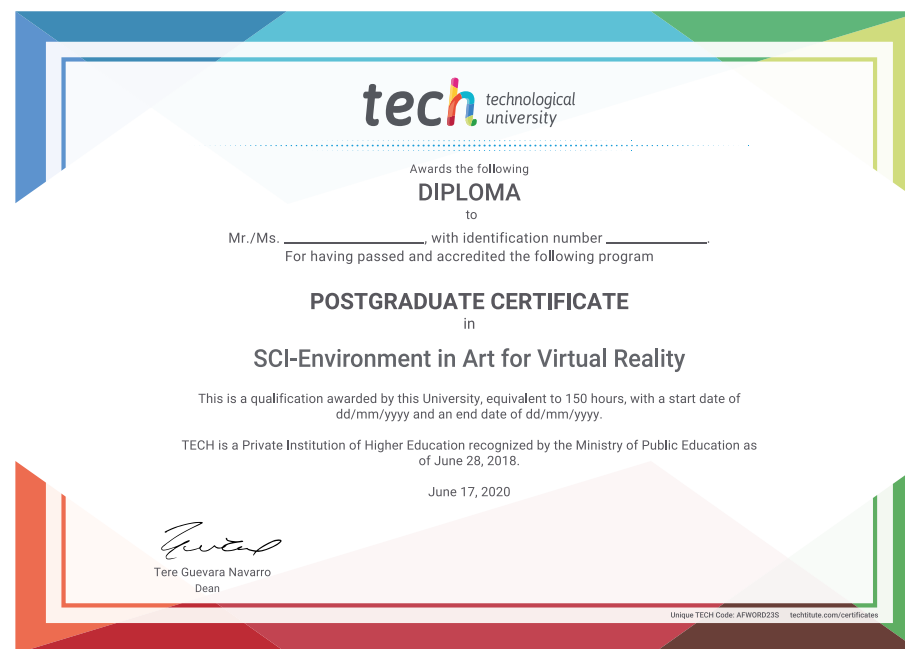 tech technological
university
Awards the following
DIPLOMA
to
Mr./Ms. ____________________, with identification number ______________.
For having passed and accredited the following program
POSTGRADUATE CERTIFICATE
in
SCI-Environment in Art for Virtual Reality
This is a qualification awarded by this University, equivalent to 150 hours, with a start date of
dd/mm/yyyy and an end date of dd/mm/yyyy.
TECH is a Private Institution of Higher Education recognized by the Ministry of Public Education as
of June 28, 2018.
June 17, 2020
Tere Guevara Navarro
Dean
Unique TECH Code: AFWORD23S techtitute.com/certificates